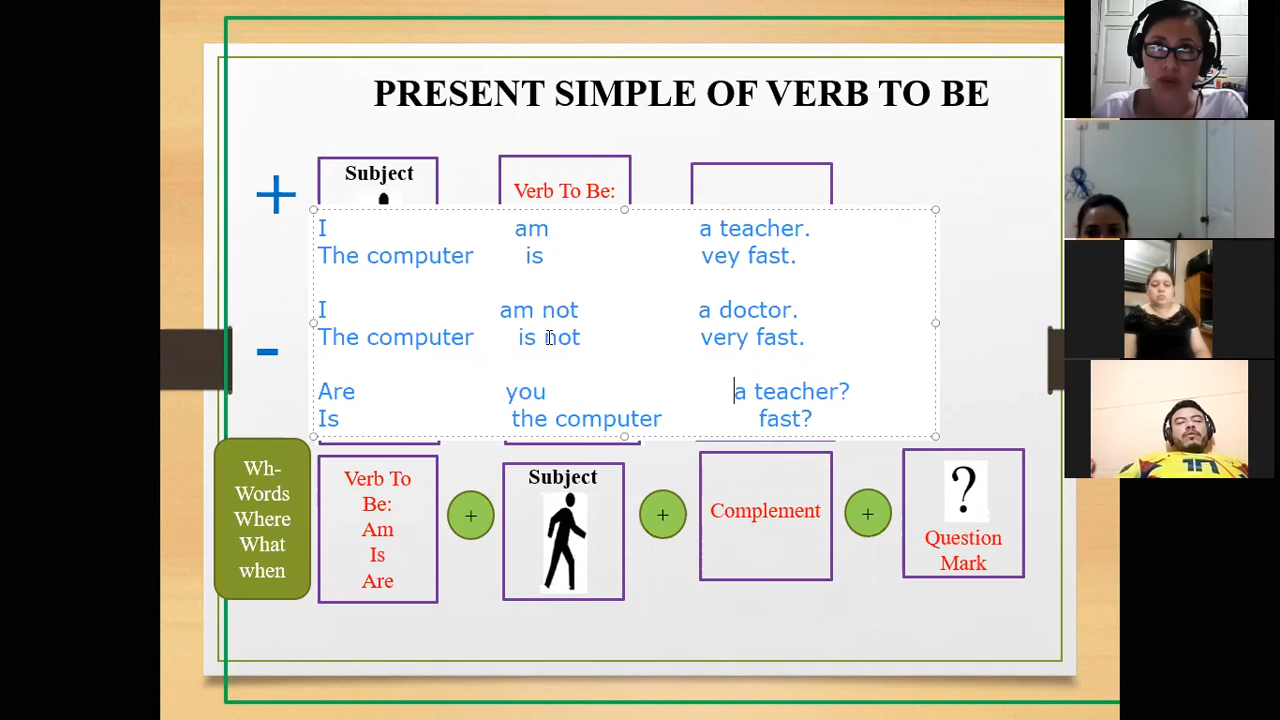 PRESENT SIMPLE OF VERB TO BE
+ Subject Verb To Be:
I am a teacher.
The computer is vey fast.
I am not a doctor.
- The computer is not very fast.
Are you a teacher?
Is the computer fast?
Wh-
Words
Where
What
when
Verb To
Be:
Am
Is
Are
+
Subject
+
Complement
+
?
Question
Mark
10